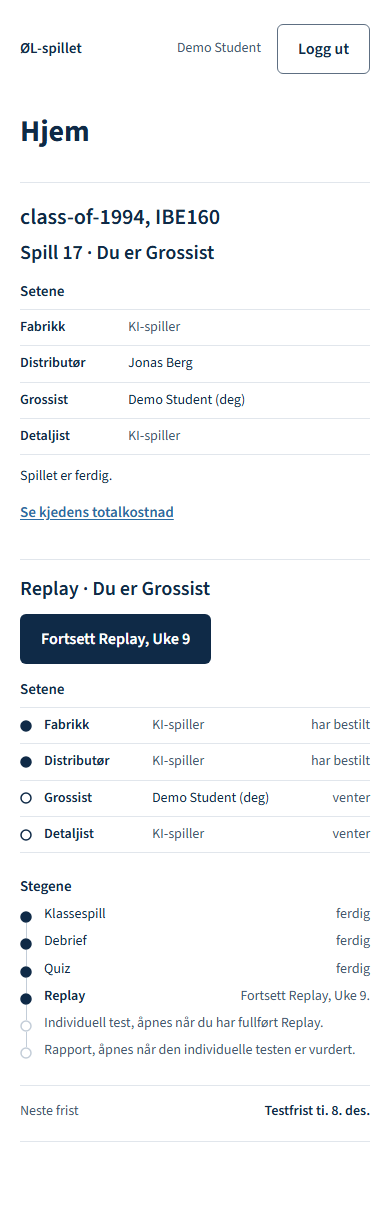 ØL-spillet Demo Student Logg ut
Hjem
class-of-1994, IBE160
Spill 17 · Du er Grossist
Setene
Fabrikk KI-spiller
Distributør Jonas Berg
Grossist Demo Student (deg)
Detaljist KI-spiller
Spillet er ferdig.
Se kjedens totalkostnad
Replay · Du er Grossist
Fortsett Replay, Uke 9
Setene
Fabrikk KI-spiller har bestilt
Distributør KI-spiller har bestilt
Grossist Demo Student (deg) venter
Detaljist KI-spiller venter
Stegene
Klassespill ferdig
Debrief ferdig
Quiz ferdig
Replay Fortsett Replay, Uke 9.
Individuell test, åpnes når du har fullført Replay.
Rapport, åpnes når den individuelle testen er vurdert.
Neste frist Testfrist ti. 8. des.